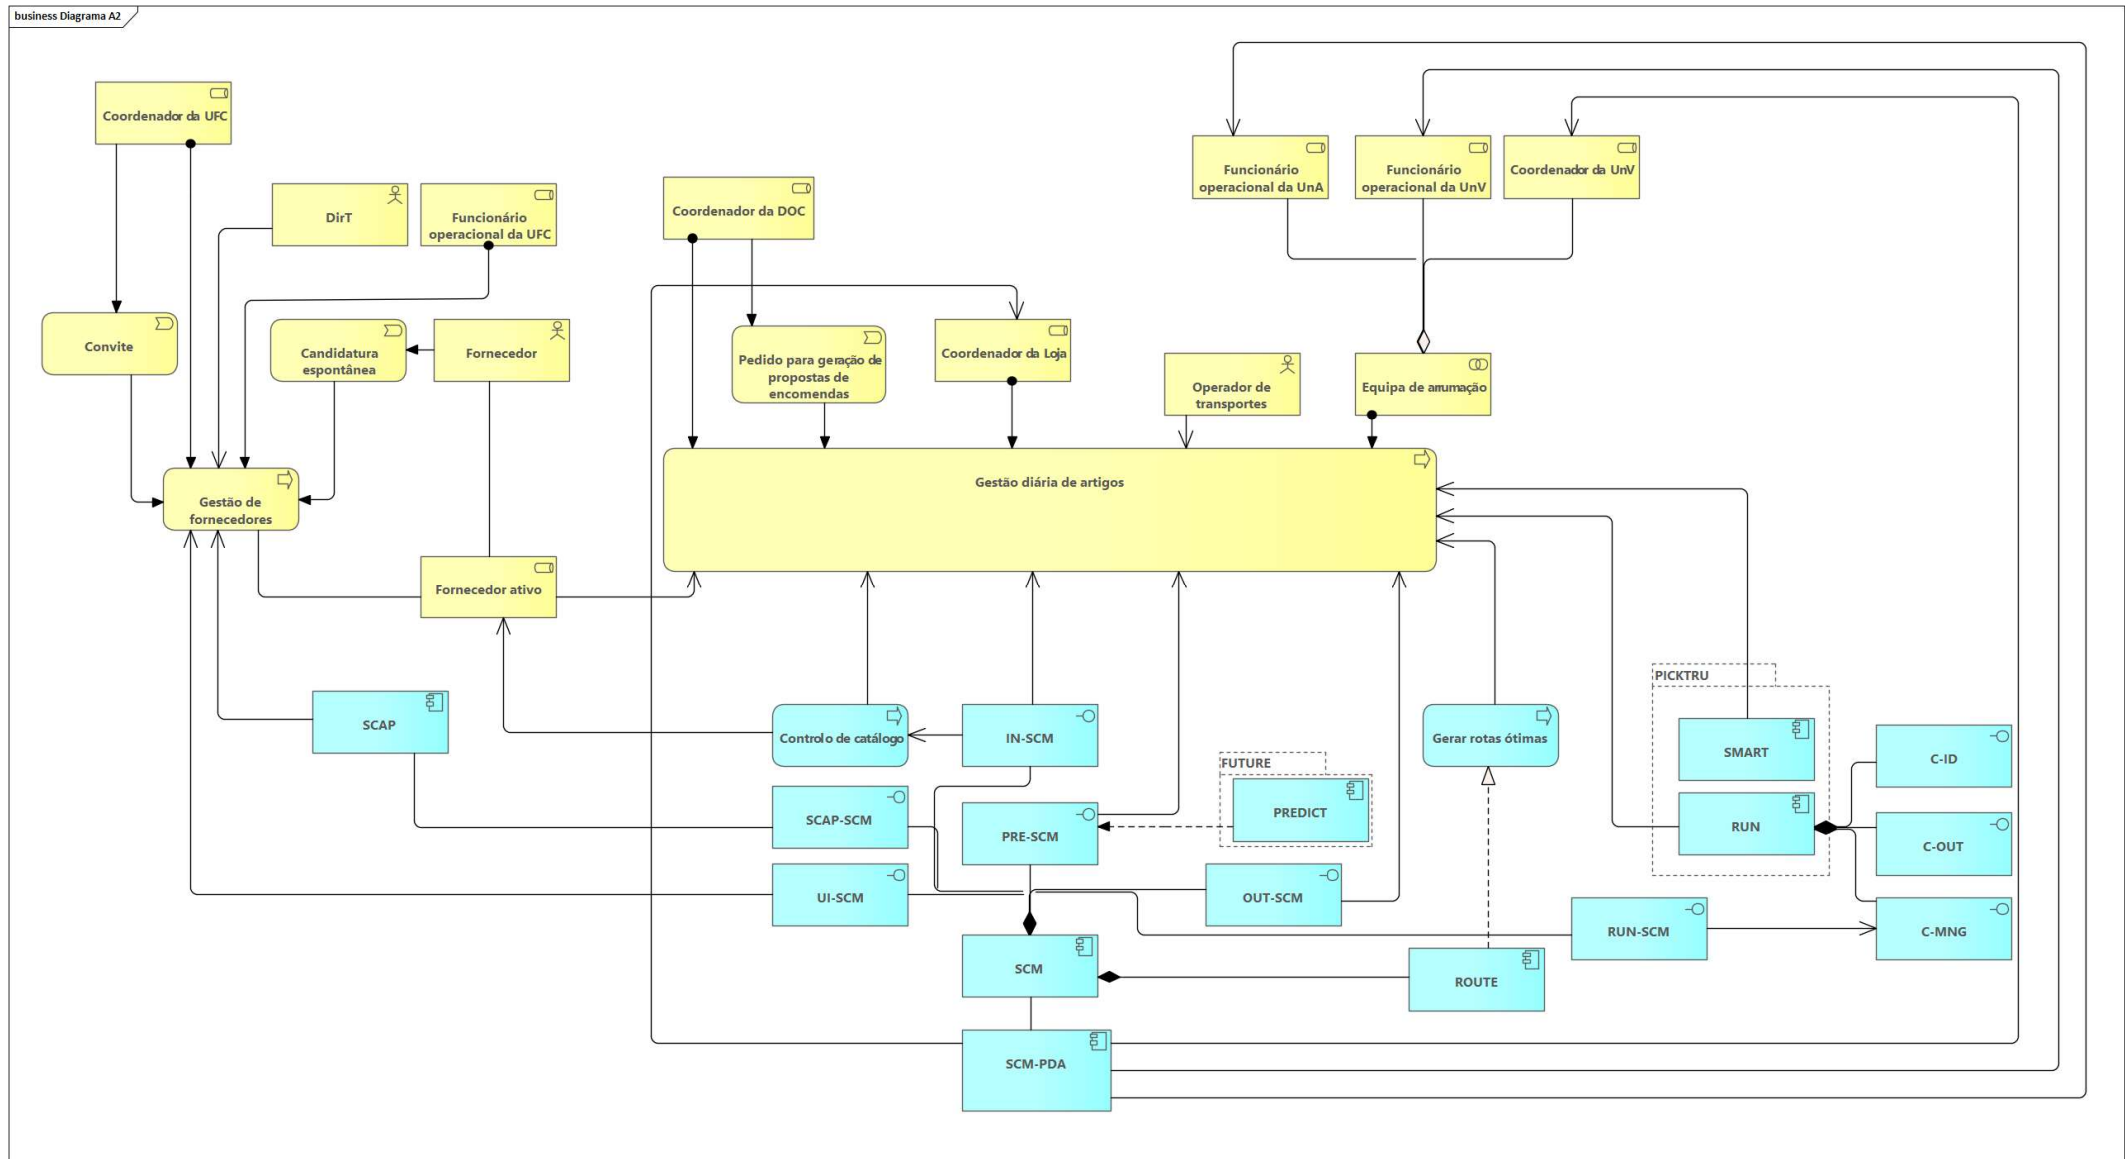 business Diagrama A2
Coordenador da UFC
DirT
Funcionário
operacional da UFC
Coordenador da DOC
Funcionário
operacional da UnA
Funcionário
operacional da UnV
Coordenador da UnV
Convite
Candidatura
espontânea
Fornecedor
Pedido para geração de
propostas de
encomendas
Coordenador da Loja
Operador de
transportes
Equipa de arrumação
Gestão de
fornecedores
Gestão diária de artigos
Fornecedor ativo
SCAP
Controlo de catálogo
IN-SCM
Gerar rotas ótimas
PICKTRU
SMART
C-ID
FUTURE
PREDICT
SCAP-SCM
PRE-SCM
RUN
C-OUT
UI-SCM
OUT-SCM
RUN-SCM
C-MNG
SCM
ROUTE
SCM-PDA